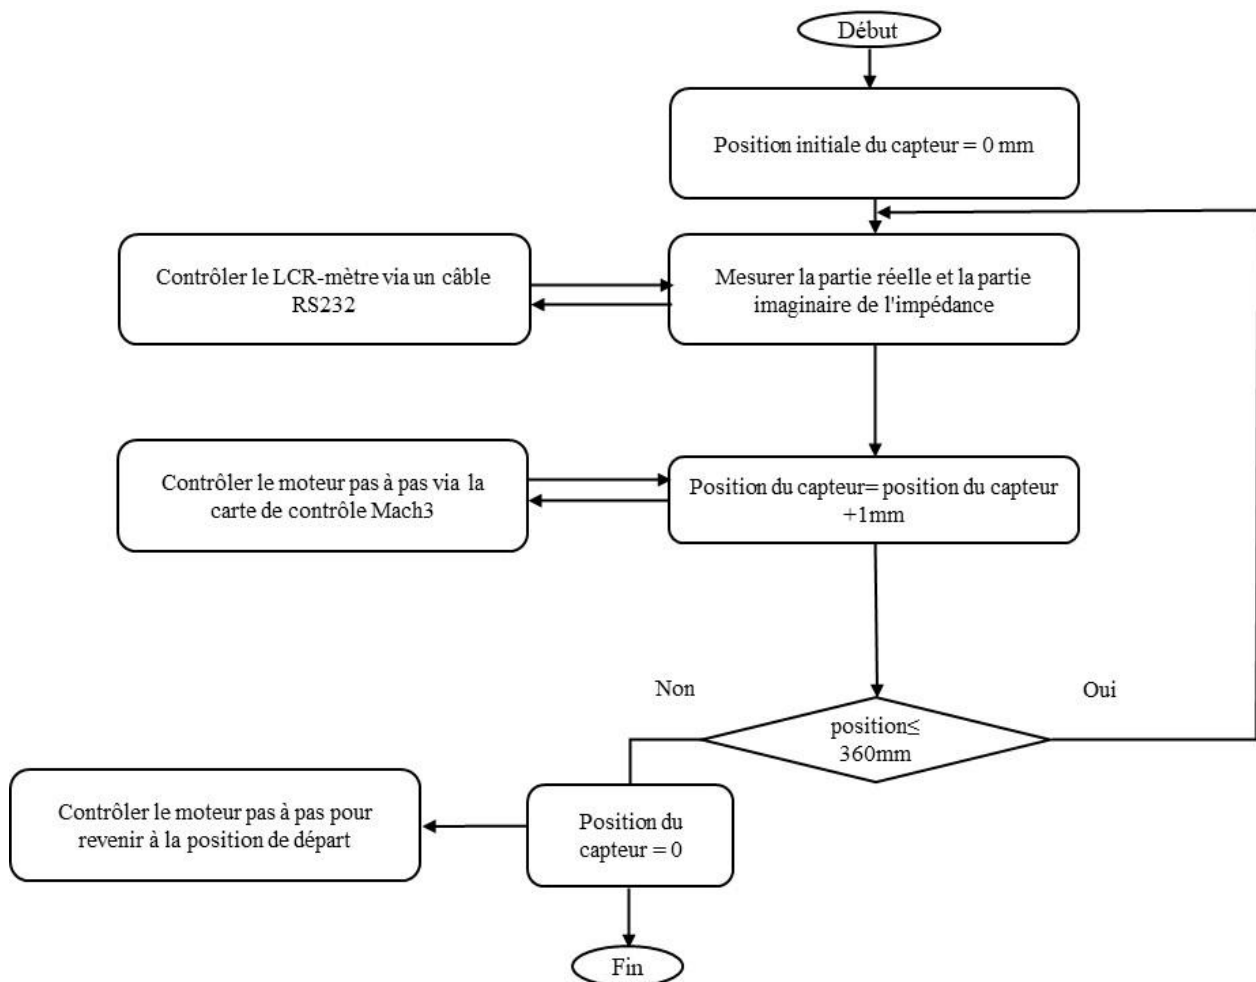 Début
Position initiale du capteur = 0 mm
Contrôler le LCR-mètre via un câble
RS232
Mesurer la partie réelle et la partie
imaginaire de l'impédance
Contrôler le moteur pas à pas via la
carte de contrôle Mach3
Position du capteur= position du capteur
+1mm
Non
Oui
position≤
360mm
Contrôler le moteur pas à pas pour
revenir à la position de départ
Position du
capteur = 0
Fin